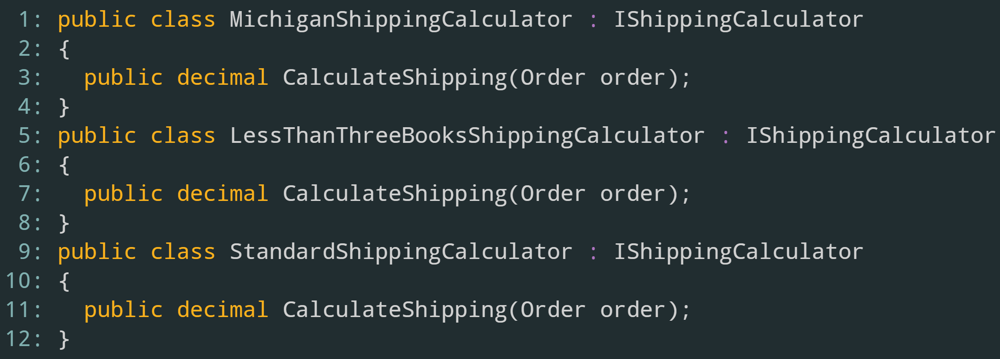 1: public class MichiganShippingCalculator : IShippingCalculator
2: {
3:   public decimal CalculateShipping(Order order);
4: }
5: public class LessThanThreeBooksShippingCalculator : IShippingCalculator
6: {
7:   public decimal CalculateShipping(Order order);
8: }
9: public class StandardShippingCalculator : IShippingCalculator
10: {
11:   public decimal CalculateShipping(Order order);
12: }